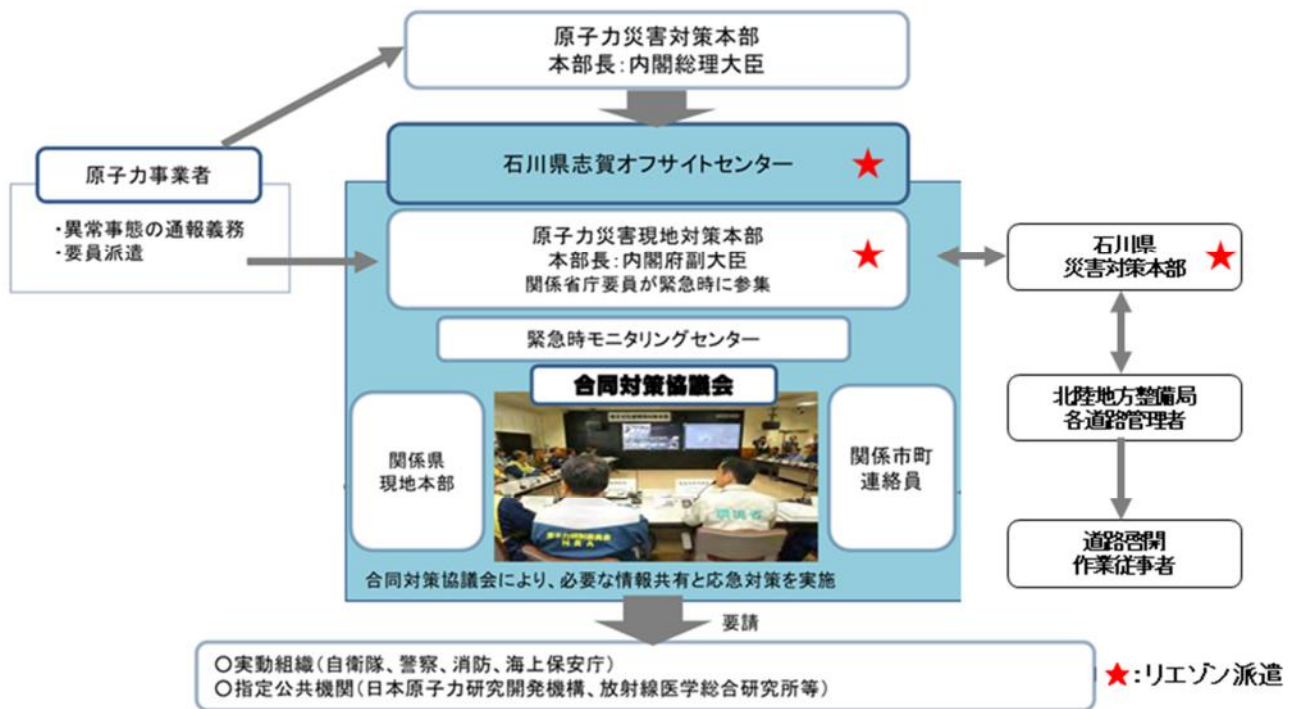 原子力災害対策本部
本部長：内閣総理大臣
石川県志賀オフサイトセンター
原子力事業者
・異常事態の通報義務
・要員派遣
原子力災害現地対策本部
本部長：内閣府副大臣
関係省庁要員が緊急時に参集
石川県
災害対策本部
緊急時モニタリングセンター
合同対策協議会
関係県
現地本部
関係市町
連絡員
北陸地方整備局
各道路管理者
道路啓開
作業従事者
合同対策協議会により、必要な情報共有と応急対策を実施
要請
○実動組織（自衛隊、警察、消防、海上保安庁）
○指定公共機関（日本原子力研究開発機構、放射線医学総合研究所等）
★：リエゾン派遣
原子力規制委員会
N R A
環境省